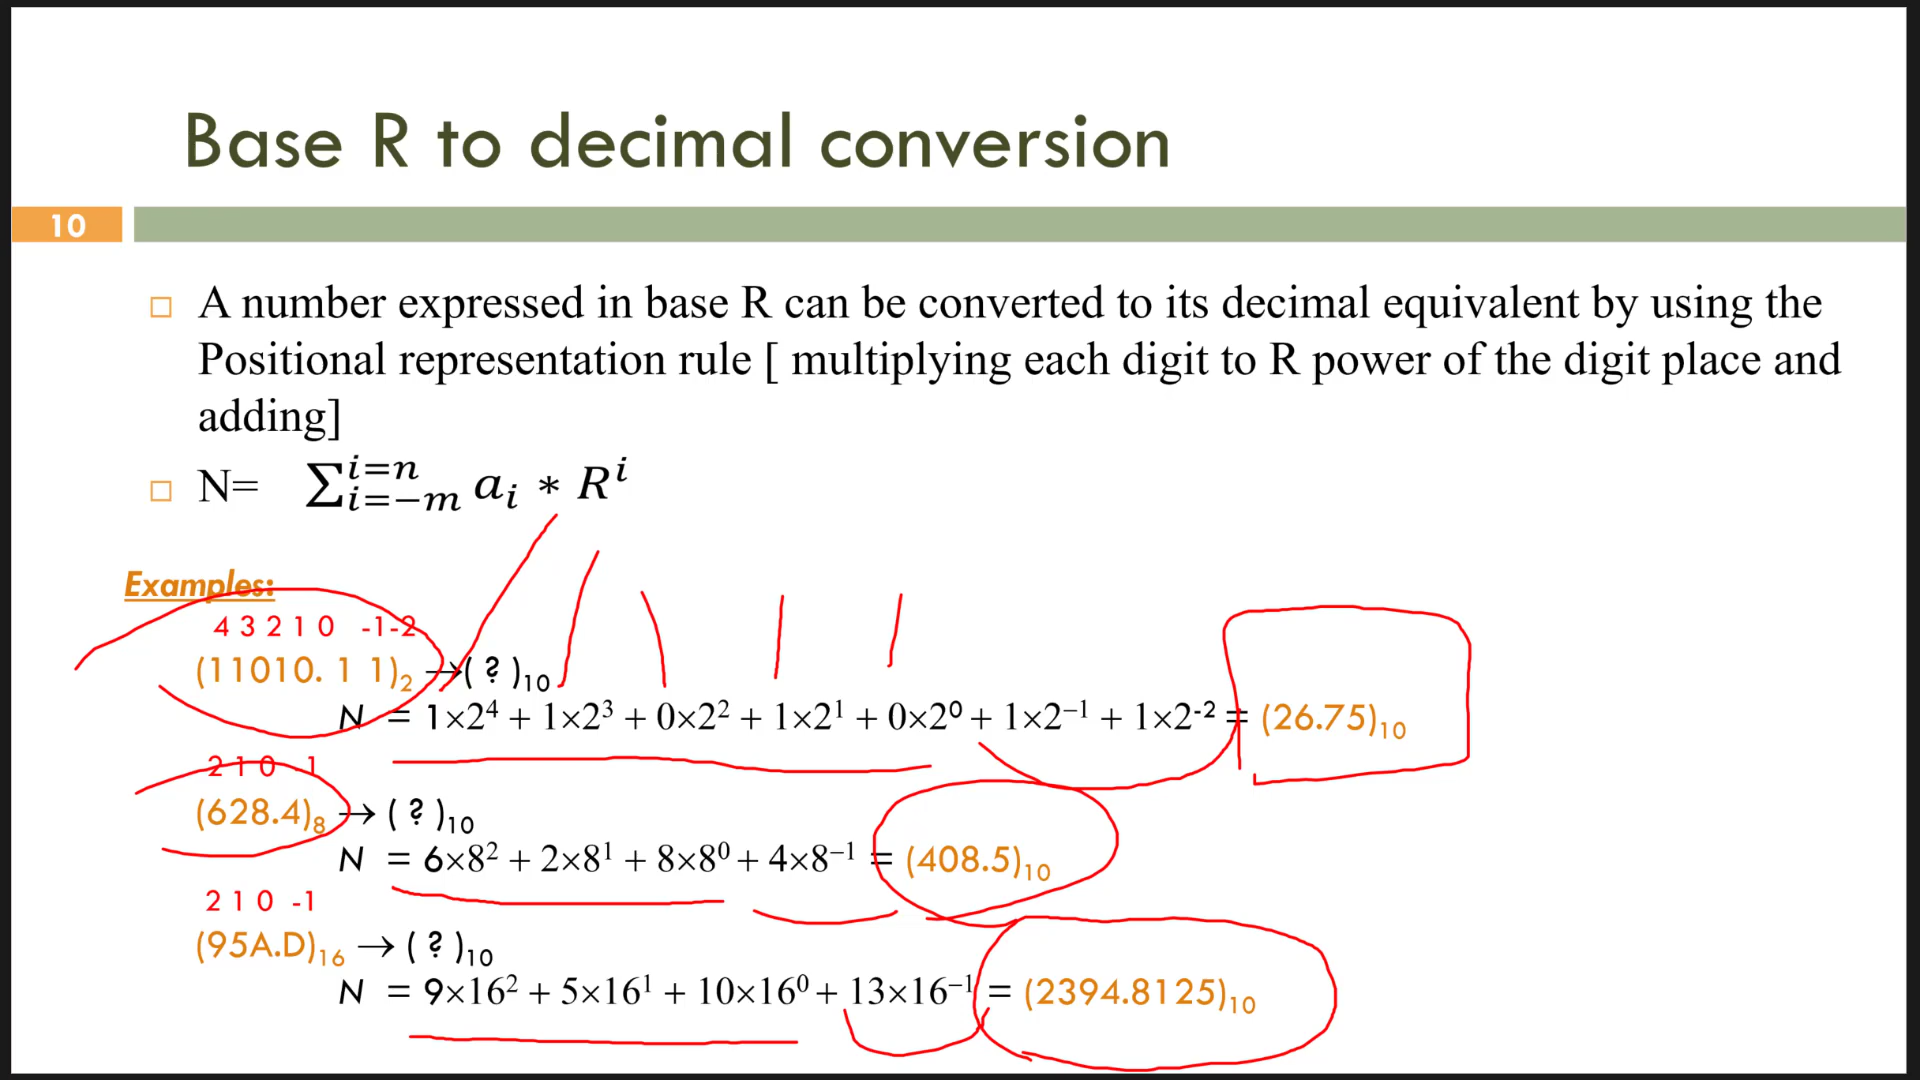 Base R to decimal conversion
10
□ A number expressed in base R can be converted to its decimal equivalent by using the
Positional representation rule [ multiplying each digit to R power of the digit place and
adding]
□ N= ∑ᵢ₌₋ₘⁱ⁼ⁿ aᵢ * Rⁱ
Examples:
4 3 2 1 0 -1-2
(11010. 1 1)₂ →( ? )₁₀
N = 1×2⁴ + 1×2³ + 0×2² + 1×2¹ + 0×2⁰ + 1×2⁻¹ + 1×2⁻² = (26.75)₁₀
2 1 0 -1
(628.4)₈ → ( ? )₁₀
N = 6×8² + 2×8¹ + 8×8⁰ + 4×8⁻¹ = (408.5)₁₀
2 1 0 -1
(95A.D)₁₆ → ( ? )₁₀
N = 9×16² + 5×16¹ + 10×16⁰ + 13×16⁻¹ = (2394.8125)₁₀